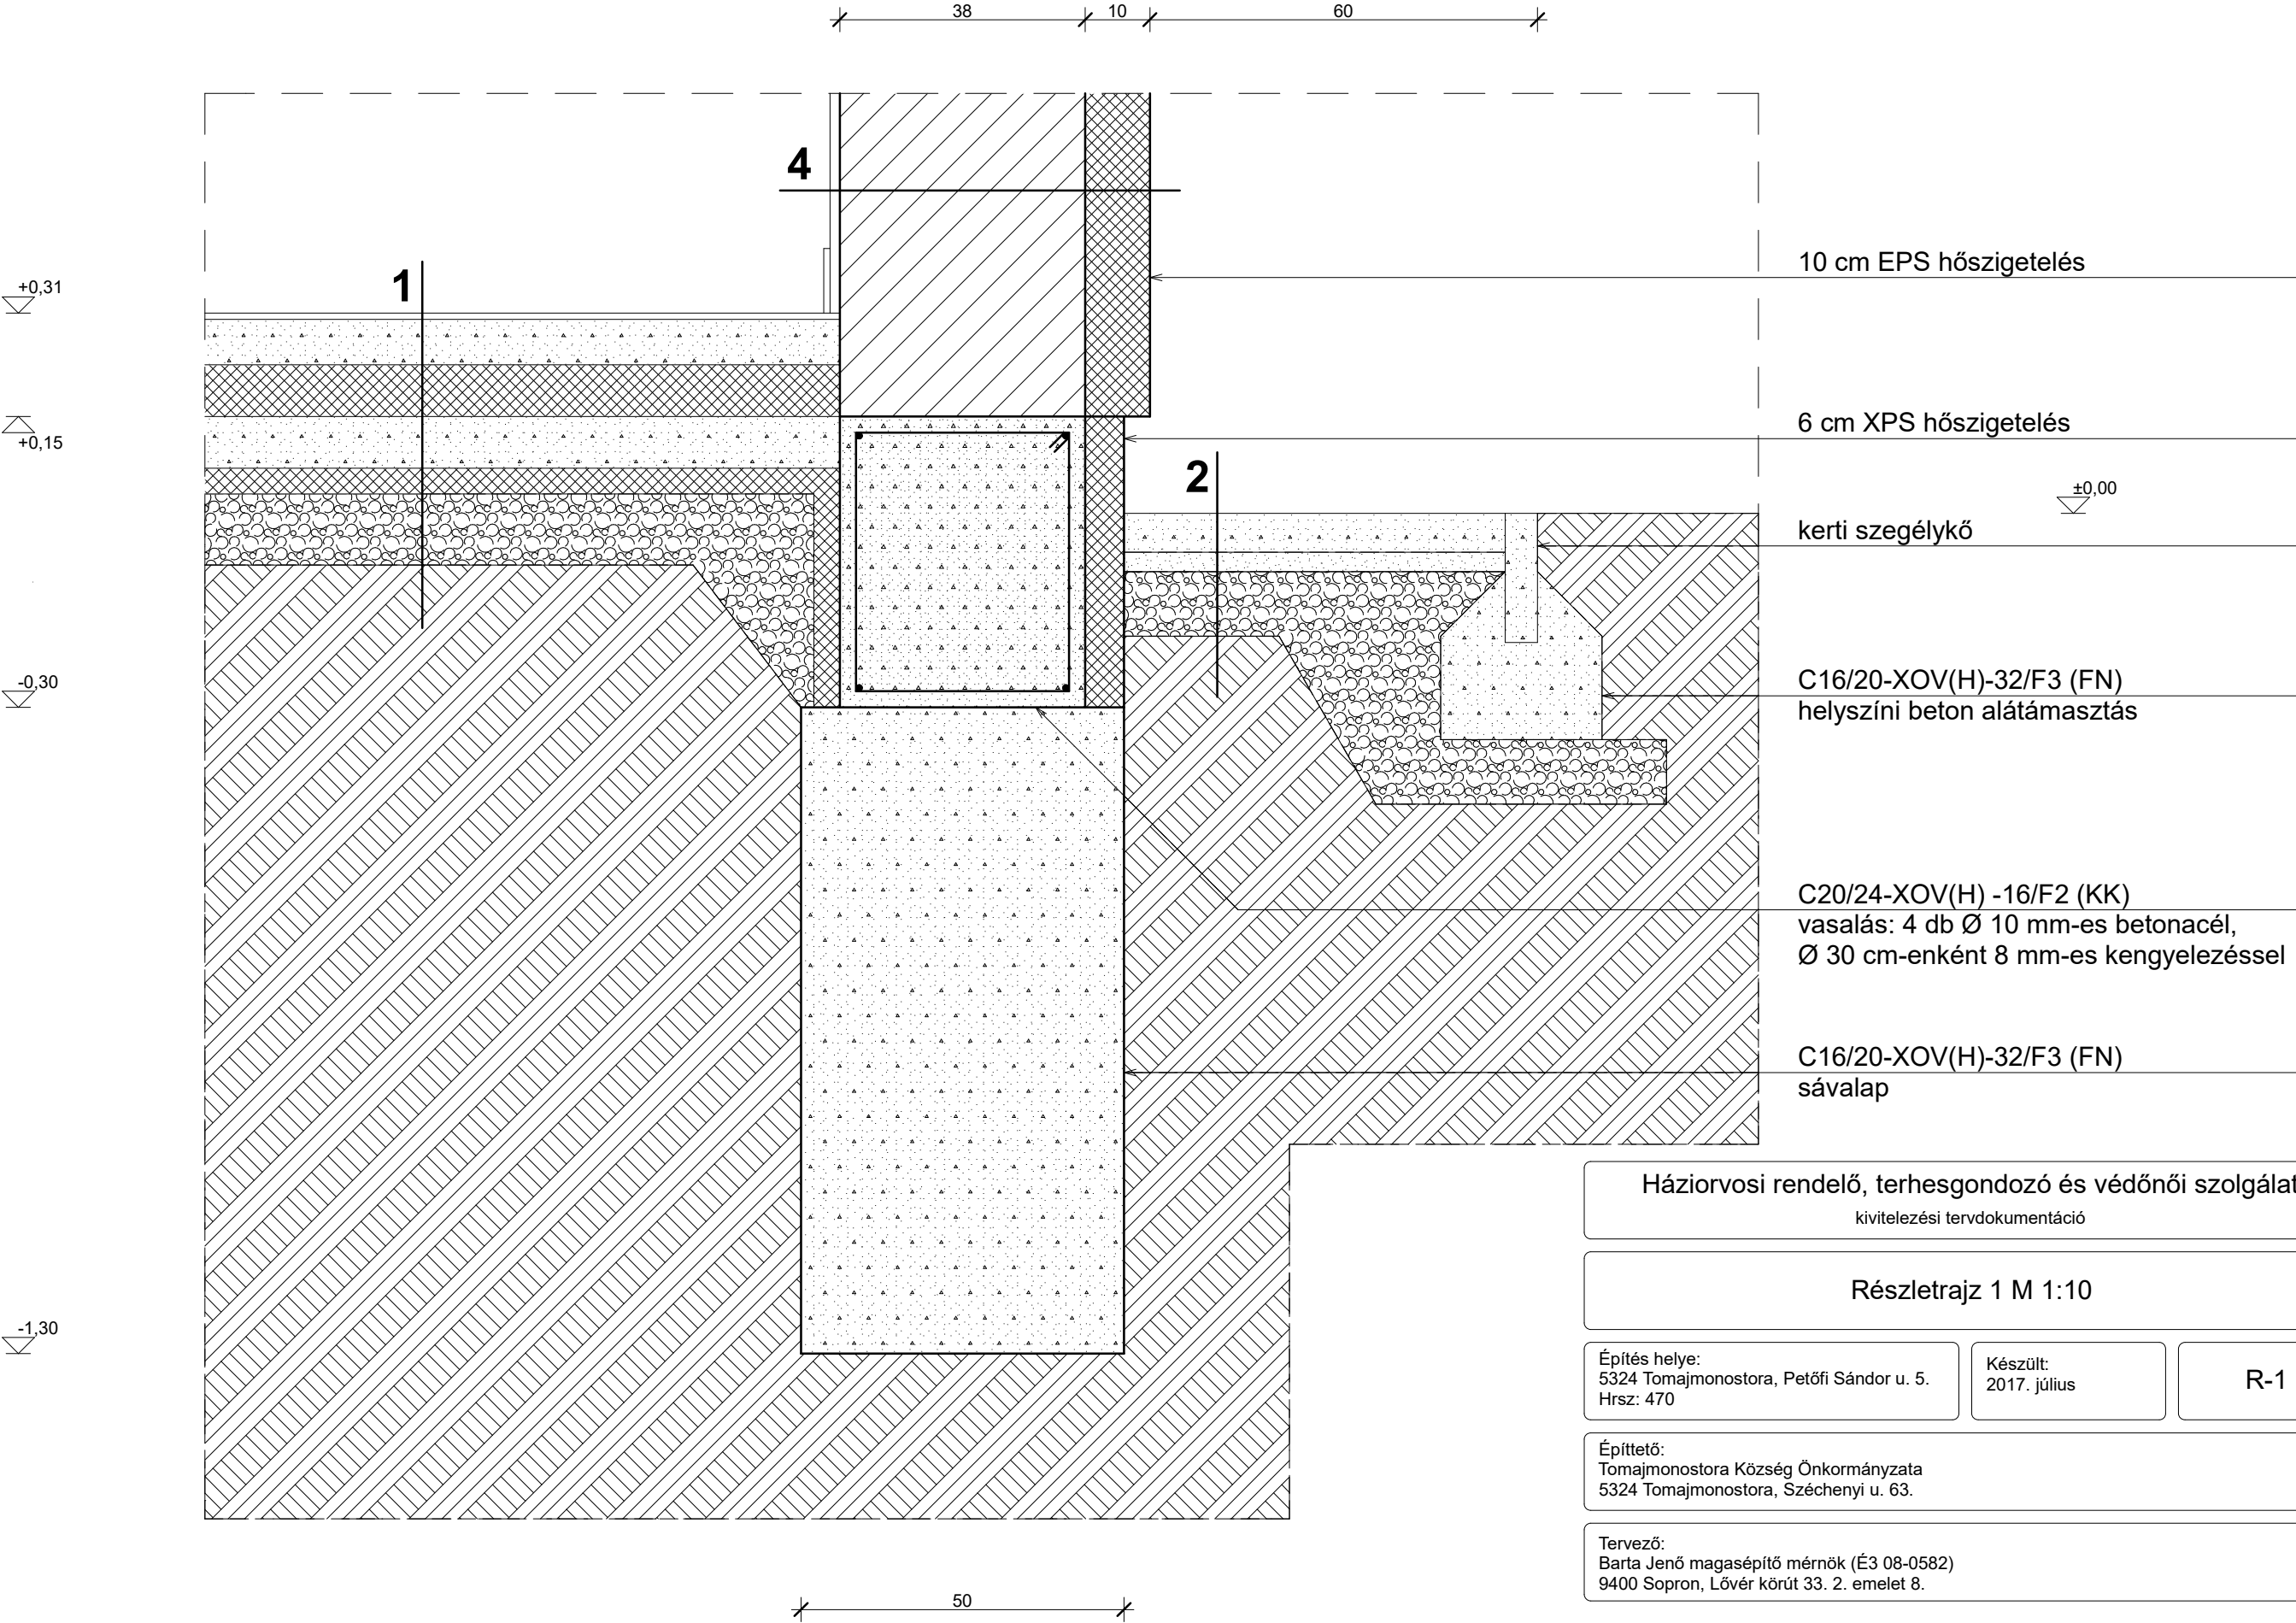 38
10
60
4
1
+0,31
10 cm EPS hőszigetelés
+0,15
6 cm XPS hőszigetelés
2
±0,00
kerti szegélykő
-0,30
C16/20-XOV(H)-32/F3 (FN)
helyszíni beton alátámasztás
C20/24-XOV(H) -16/F2 (KK)
vasalás: 4 db Ø 10 mm-es betonacél,
Ø 30 cm-enként 8 mm-es kengyelezéssel
C16/20-XOV(H)-32/F3 (FN)
sávalap
-1,30
Háziorvosi rendelő, terhesgondozó és védőnői szolgálat
kivitelezési tervdokumentáció
Részletrajz 1 M 1:10
Építés helye:
5324 Tomajmonostora, Petőfi Sándor u. 5.
Hrsz: 470
Készült:
2017. július
R-1
Építtető:
Tomajmonostora Község Önkormányzata
5324 Tomajmonostora, Széchenyi u. 63.
Tervező:
Barta Jenő magasépítő mérnök (É3 08-0582)
9400 Sopron, Lővér körút 33. 2. emelet 8.
50